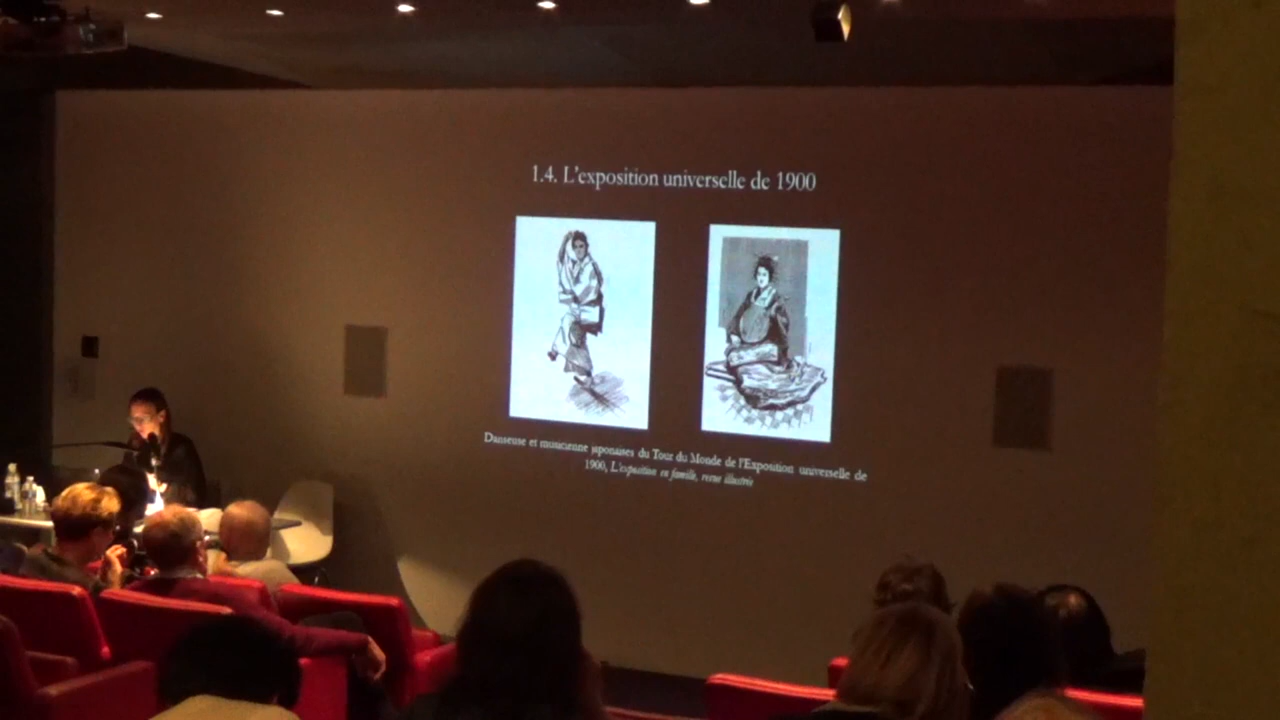 1.4. L'exposition universelle de 1900
Danseuse et musicienne japonaises du Tour du Monde de l'Exposition universelle de
1900, L'exposition en famille, revue illustrée